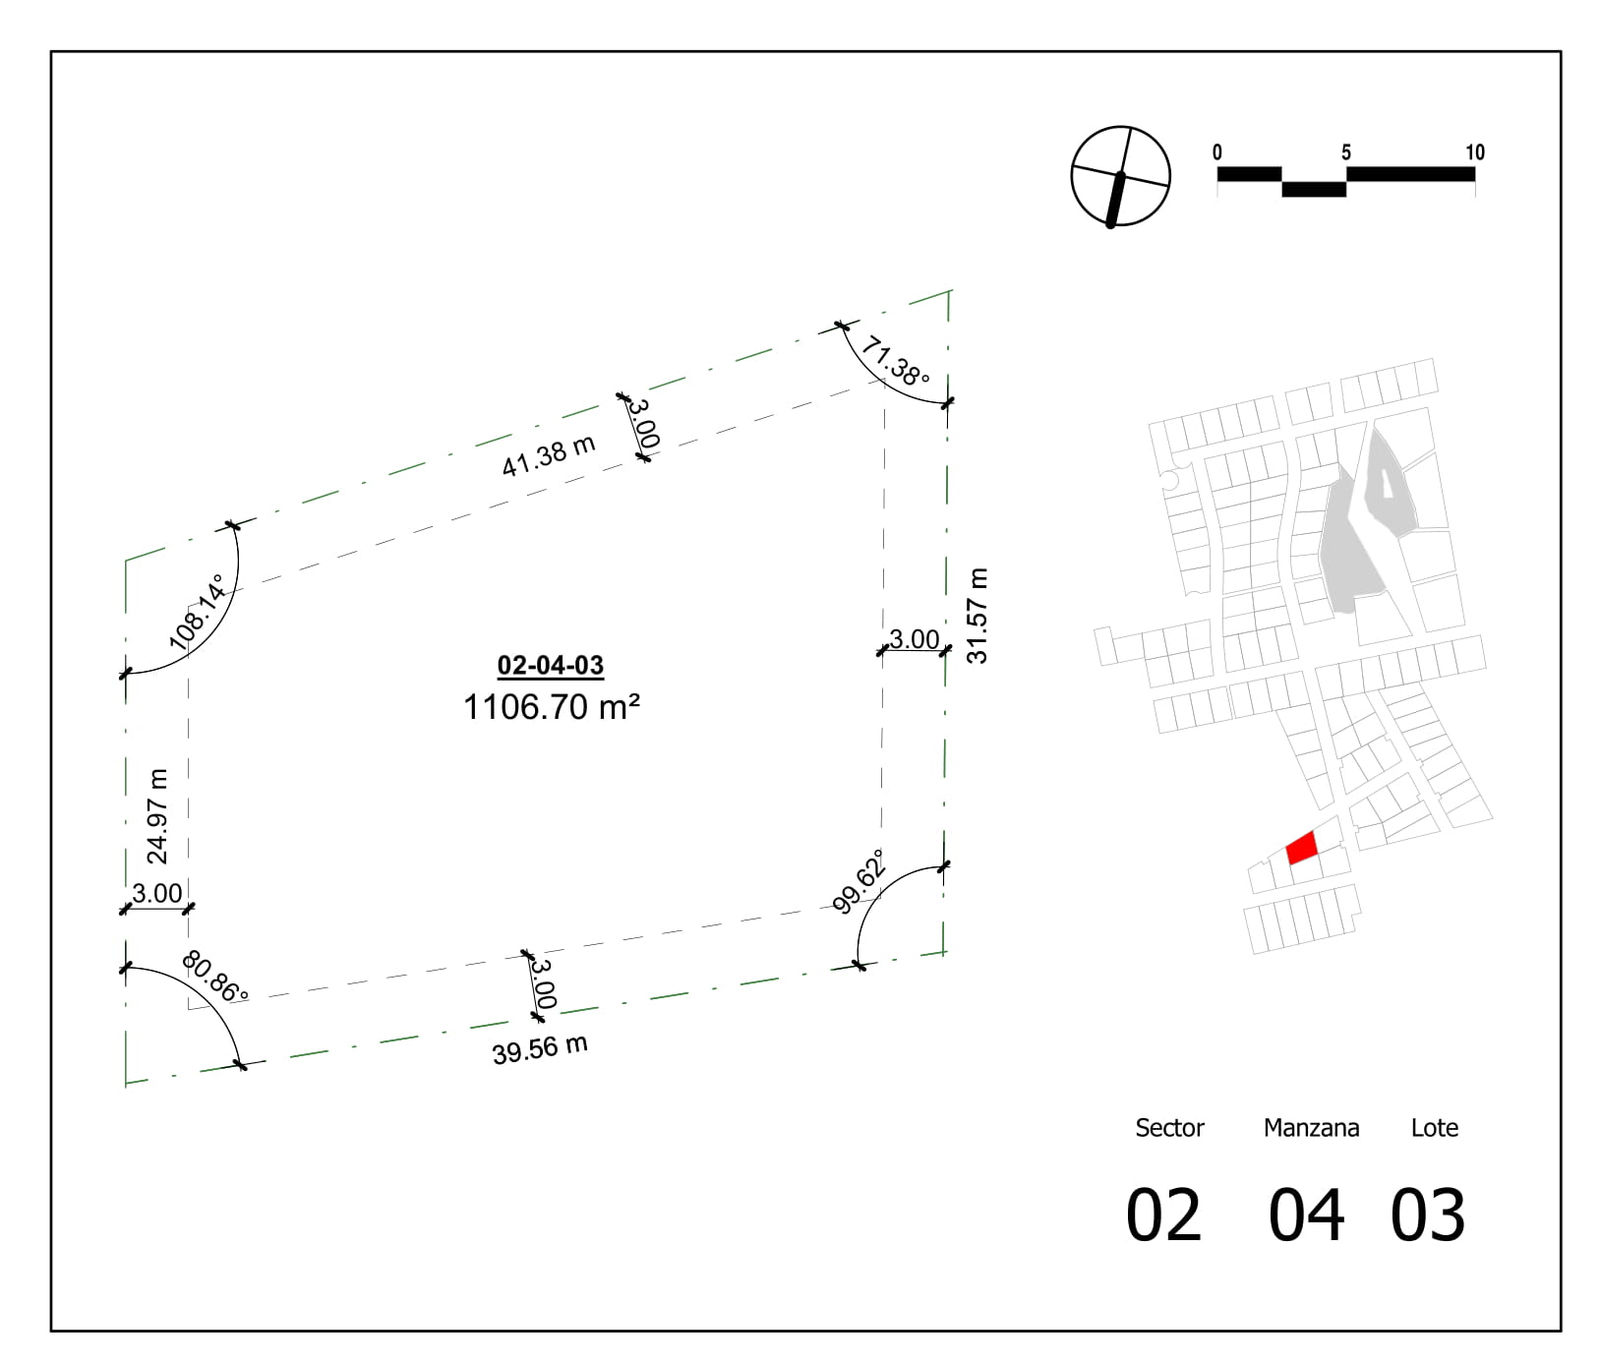 0 5 10
71.38°
3.00
41.38 m
108.14°
31.57 m
3.00
02-04-03
1106.70 m²
24.97 m
3.00
99.62°
80.86°
3.00
39.56 m
Sector Manzana Lote
02 04 03